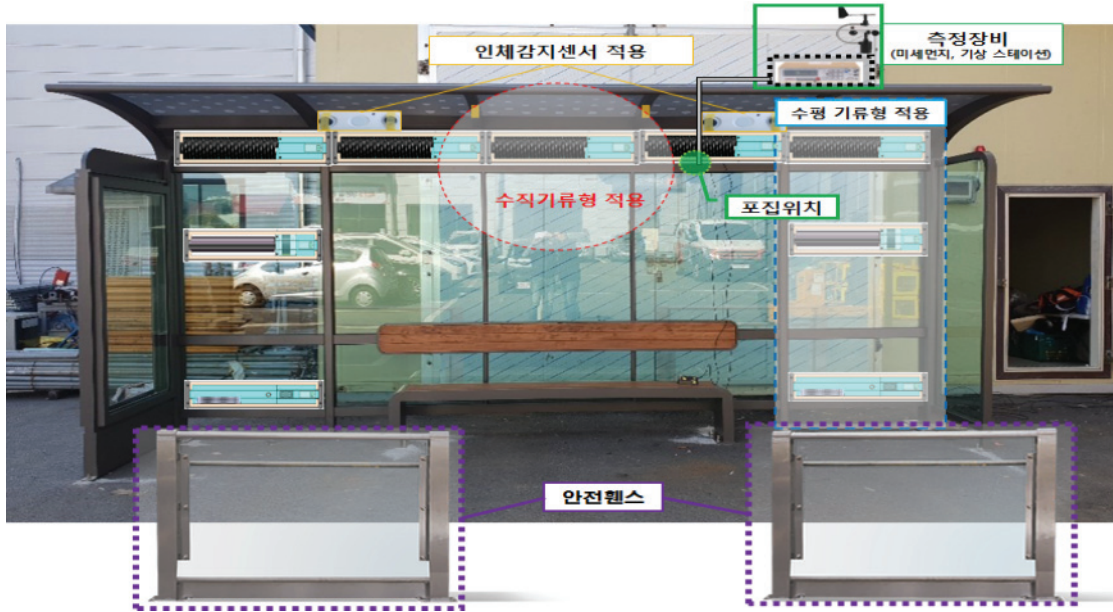 인체감지센서 적용
측정장비
(미세먼지, 기상 스테이션)
수평 기류형 적용
수직기류형 적용
포집위치
안전휀스